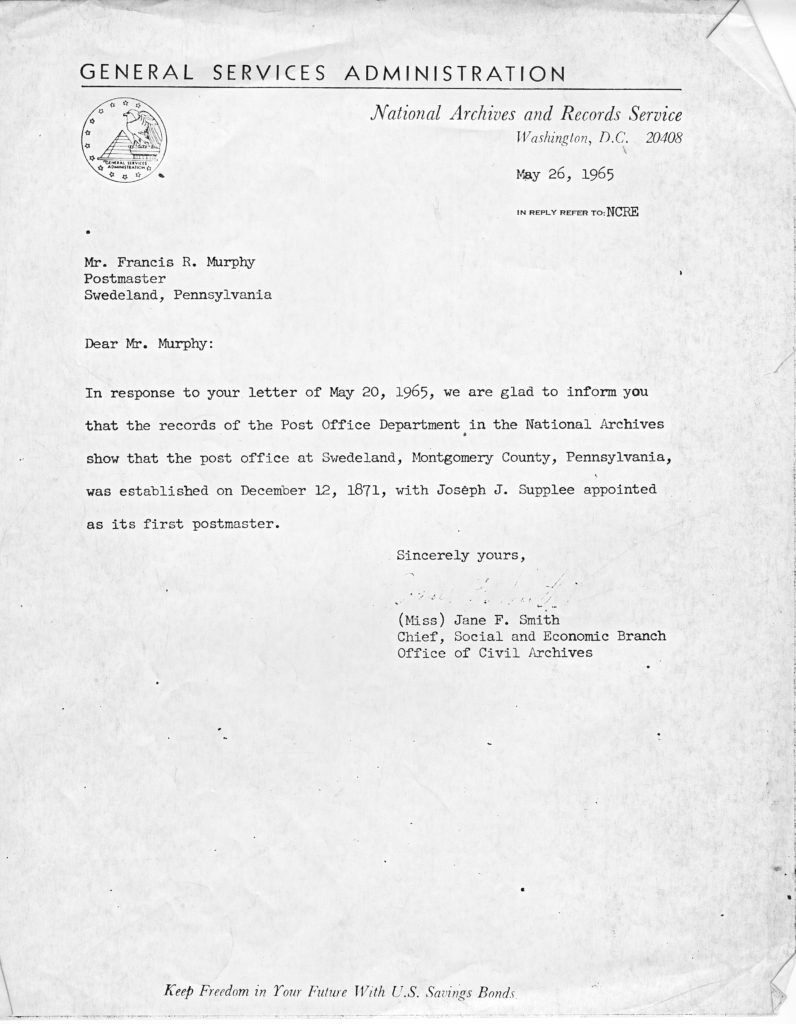 GENERAL SERVICES ADMINISTRATION
National Archives and Records Service
Washington, D.C. 20408
GENERAL SERVICES
ADMINISTRATION
May 26, 1965
IN REPLY REFER TO: NCRE
Mr. Francis R. Murphy
Postmaster
Swedeland, Pennsylvania
Dear Mr. Murphy:
In response to your letter of May 20, 1965, we are glad to inform you
that the records of the Post Office Department in the National Archives
show that the post office at Swedeland, Montgomery County, Pennsylvania,
was established on December 12, 1871, with Joseph J. Supplee appointed
as its first postmaster.
Sincerely yours,
(Miss) Jane F. Smith
Chief, Social and Economic Branch
Office of Civil Archives
Keep Freedom in Your Future With U.S. Savings Bonds